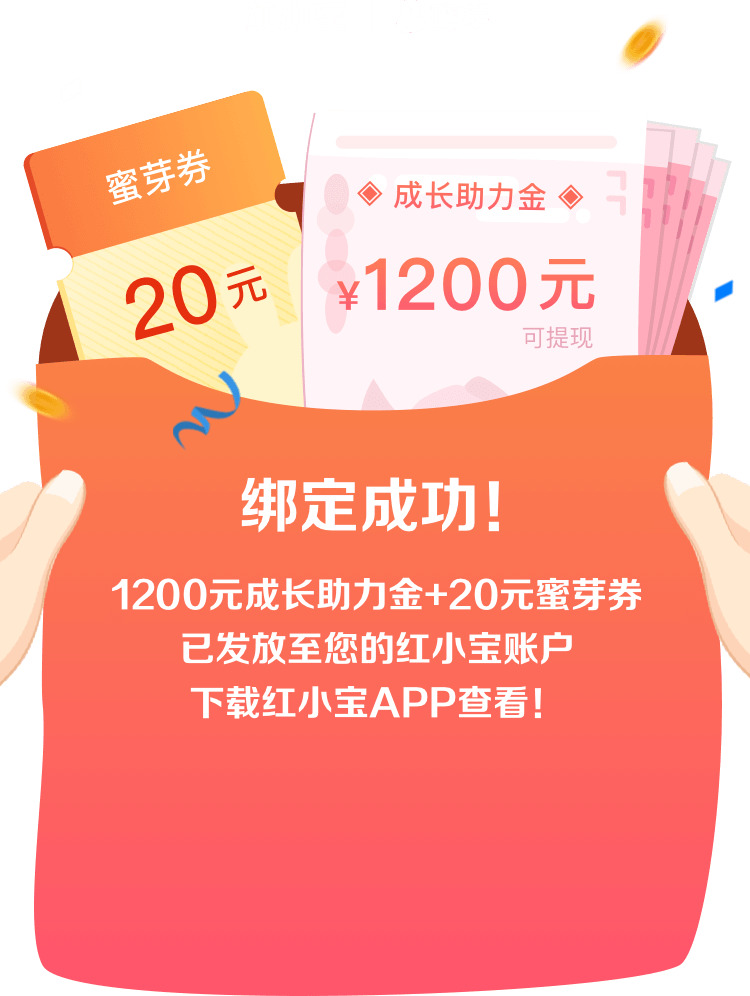 蜜芽券
20元
成长助力金
¥1200元
可提现
绑定成功！
1200元成长助力金+20元蜜芽券
已发放至您的红小宝账户
下载红小宝APP查看！